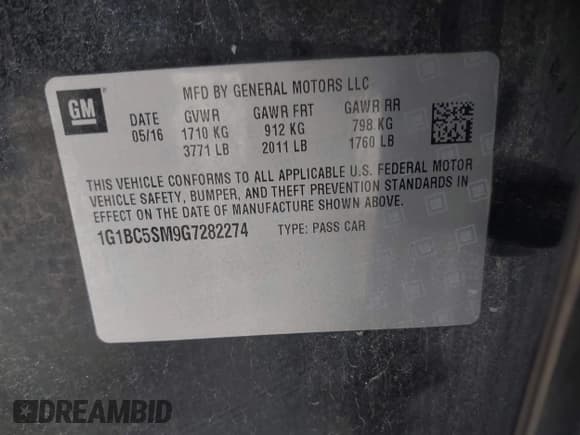 GM
MFD BY GENERAL MOTORS LLC
DATE GVWR GAWR FRT GAWR RR
05/16 1710 KG 912 KG 798 KG
3771 LB 2011 LB 1760 LB
THIS VEHICLE CONFORMS TO ALL APPLICABLE U.S. FEDERAL MOTOR
VEHICLE SAFETY, BUMPER, AND THEFT PREVENTION STANDARDS IN
EFFECT ON THE DATE OF MANUFACTURE SHOWN ABOVE.
1G1BC5SM9G7282274 TYPE: PASS CAR
DREAMBID